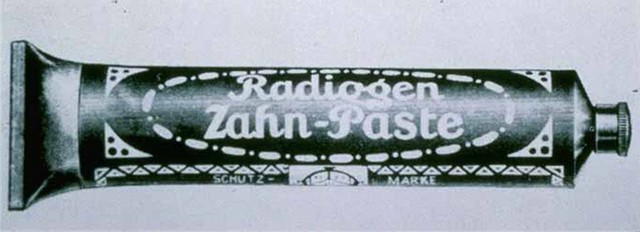 Radiogen
Zahn-Paste
SCHUTZ- MARKE